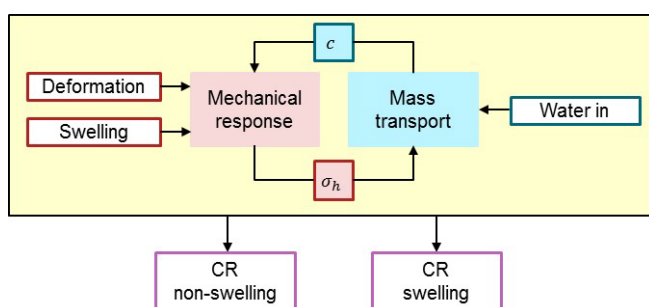 c
Deformation
Swelling
Mechanical
response
Mass
transport
Water in
σₕ
CR
non-swelling
CR
swelling